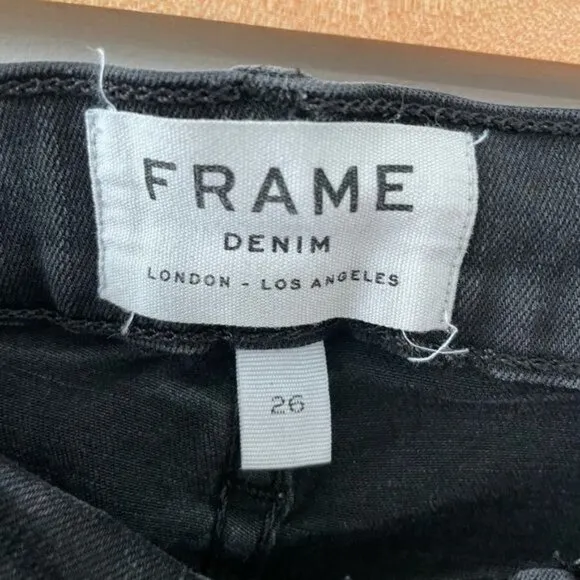 FRAME
DENIM
LONDON - LOS ANGELES
26